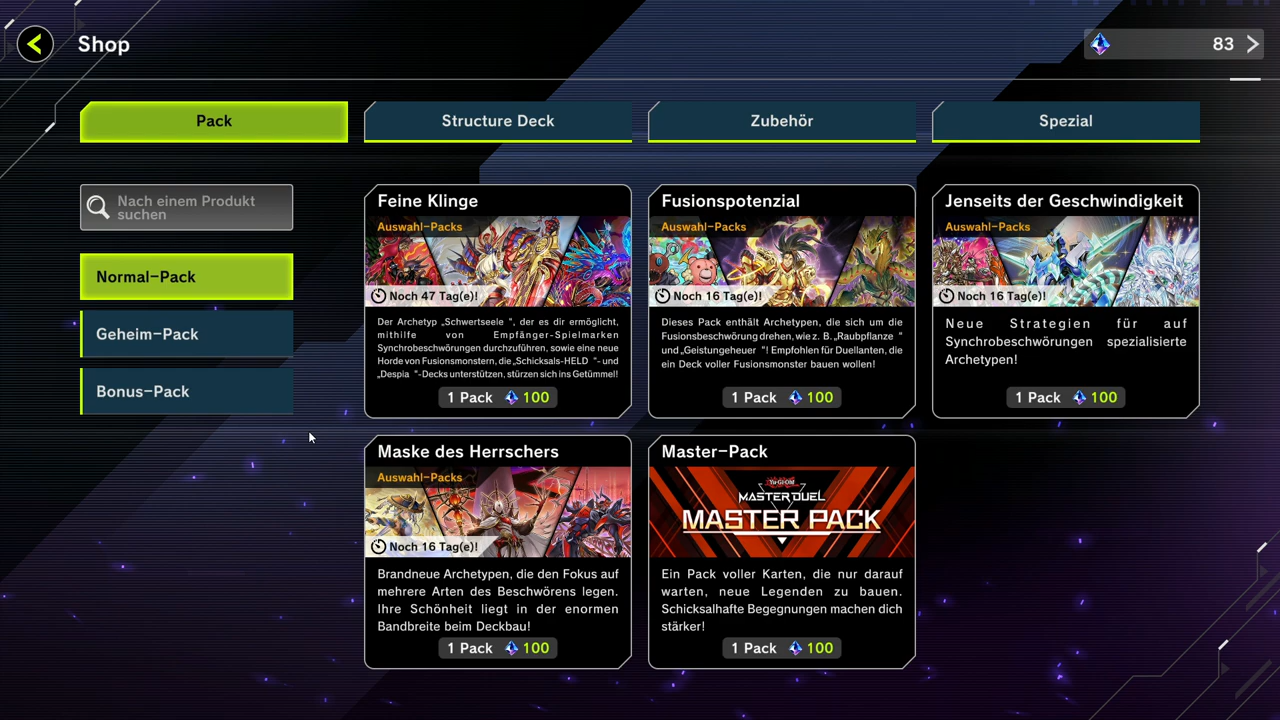 Shop
83
Pack
Structure Deck
Zubehör
Spezial
Nach einem Produkt
suchen
Normal-Pack
Geheim-Pack
Bonus-Pack
Feine Klinge
Auswahl-Packs
Noch 47 Tag(e)!
Der Archetyp „Schwertseele ", der es dir ermöglicht,
mithilfe von Empfänger-Spielmarken
Synchrobeschwörungen durchzuführen, sowie eine neue
Horde von Fusionsmonstern, die „Schicksals-HELD "- und
„Despia "-Decks unterstützen, stürzen sich ins Getümmel!
1 Pack 100
Fusionspotenzial
Auswahl-Packs
Noch 16 Tag(e)!
Dieses Pack enthält Archetypen, die sich um die
Fusionsbeschwörung drehen, wie z. B. „Raubpflanze "
und „Geistungeheuer "! Empfohlen für Duellanten, die
ein Deck voller Fusionsmonster bauen wollen!
1 Pack 100
Jenseits der Geschwindigkeit
Auswahl-Packs
Noch 16 Tag(e)!
Neue Strategien für auf
Synchrobeschwörungen spezialisierte
Archetypen!
1 Pack 100
Maske des Herrschers
Auswahl-Packs
Noch 16 Tag(e)!
Brandneue Archetypen, die den Fokus auf
mehrere Arten des Beschwörens legen.
Ihre Schönheit liegt in der enormen
Bandbreite beim Deckbau!
1 Pack 100
Master-Pack
Yu-Gi-Oh!
MASTER DUEL
MASTER PACK
Ein Pack voller Karten, die nur darauf
warten, neue Legenden zu bauen.
Schicksalhafte Begegnungen machen dich
stärker!
1 Pack 100